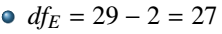 df_E = 29 − 2 = 27